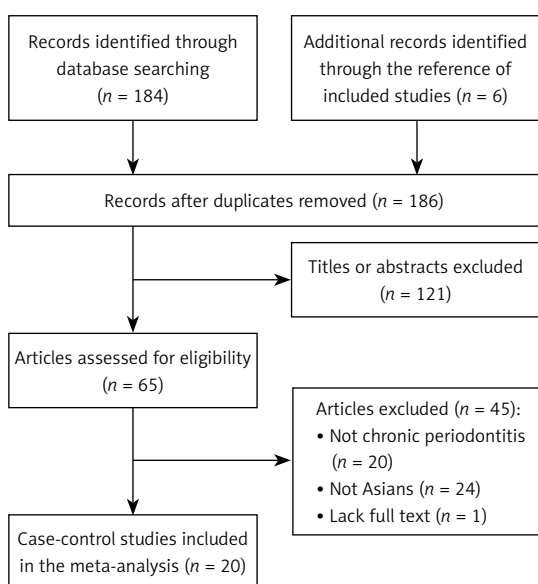 Records identified through
database searching
(n = 184)
Additional records identified
through the reference of
included studies (n = 6)
Records after duplicates removed (n = 186)
Titles or abstracts excluded
(n = 121)
Articles assessed for eligibility
(n = 65)
Articles excluded (n = 45):
• Not chronic periodontitis
(n = 20)
• Not Asians (n = 24)
• Lack full text (n = 1)
Case-control studies included
in the meta-analysis (n = 20)